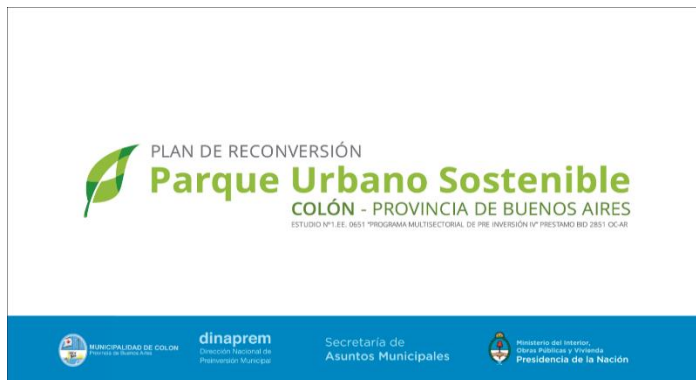 PLAN DE RECONVERSIÓN
Parque Urbano Sostenible
COLÓN - PROVINCIA DE BUENOS AIRES
ESTUDIO N°1.EE. 0651 "PROGRAMA MULTISECTORIAL DE PRE INVERSIÓN IV" PRESTAMO BID 2851 OC-AR
MUNICIPALIDAD DE COLON
Provincia de Buenos Aires
dinaprem
Dirección Nacional de
Preinversión Municipal
Secretaría de
Asuntos Municipales
Ministerio del Interior,
Obras Públicas y Vivienda
Presidencia de la Nación